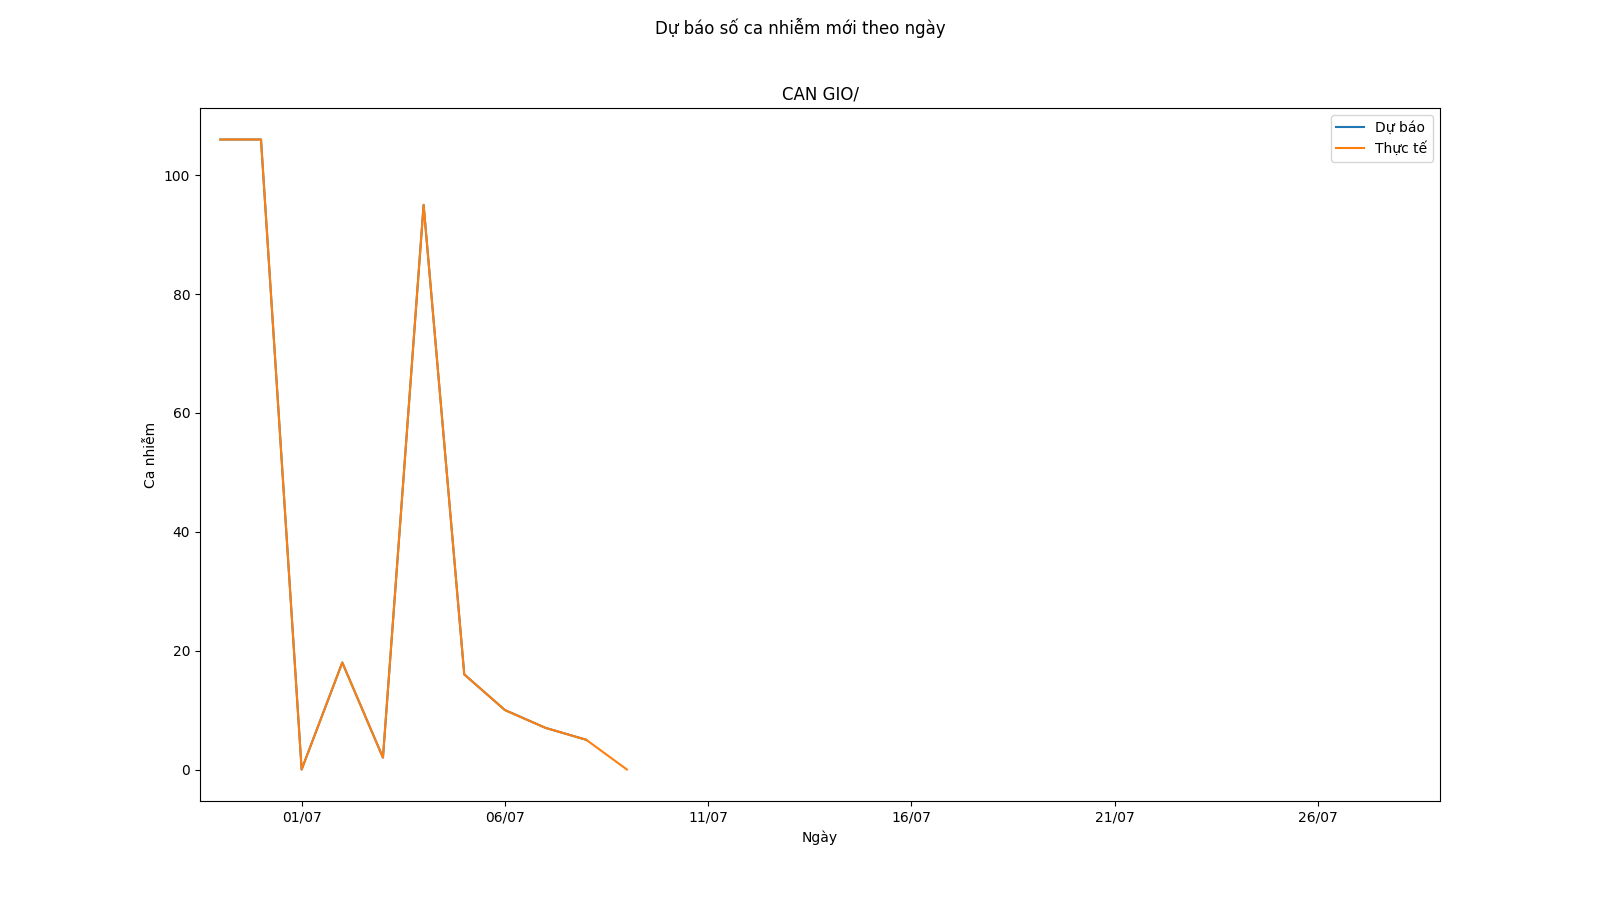 Dự báo số ca nhiễm mới theo ngày
CAN GIO/
Dự báo
Thực tế
100
80
60
40
20
0
Ca nhiễm
01/07
06/07
11/07
16/07
21/07
26/07
Ngày